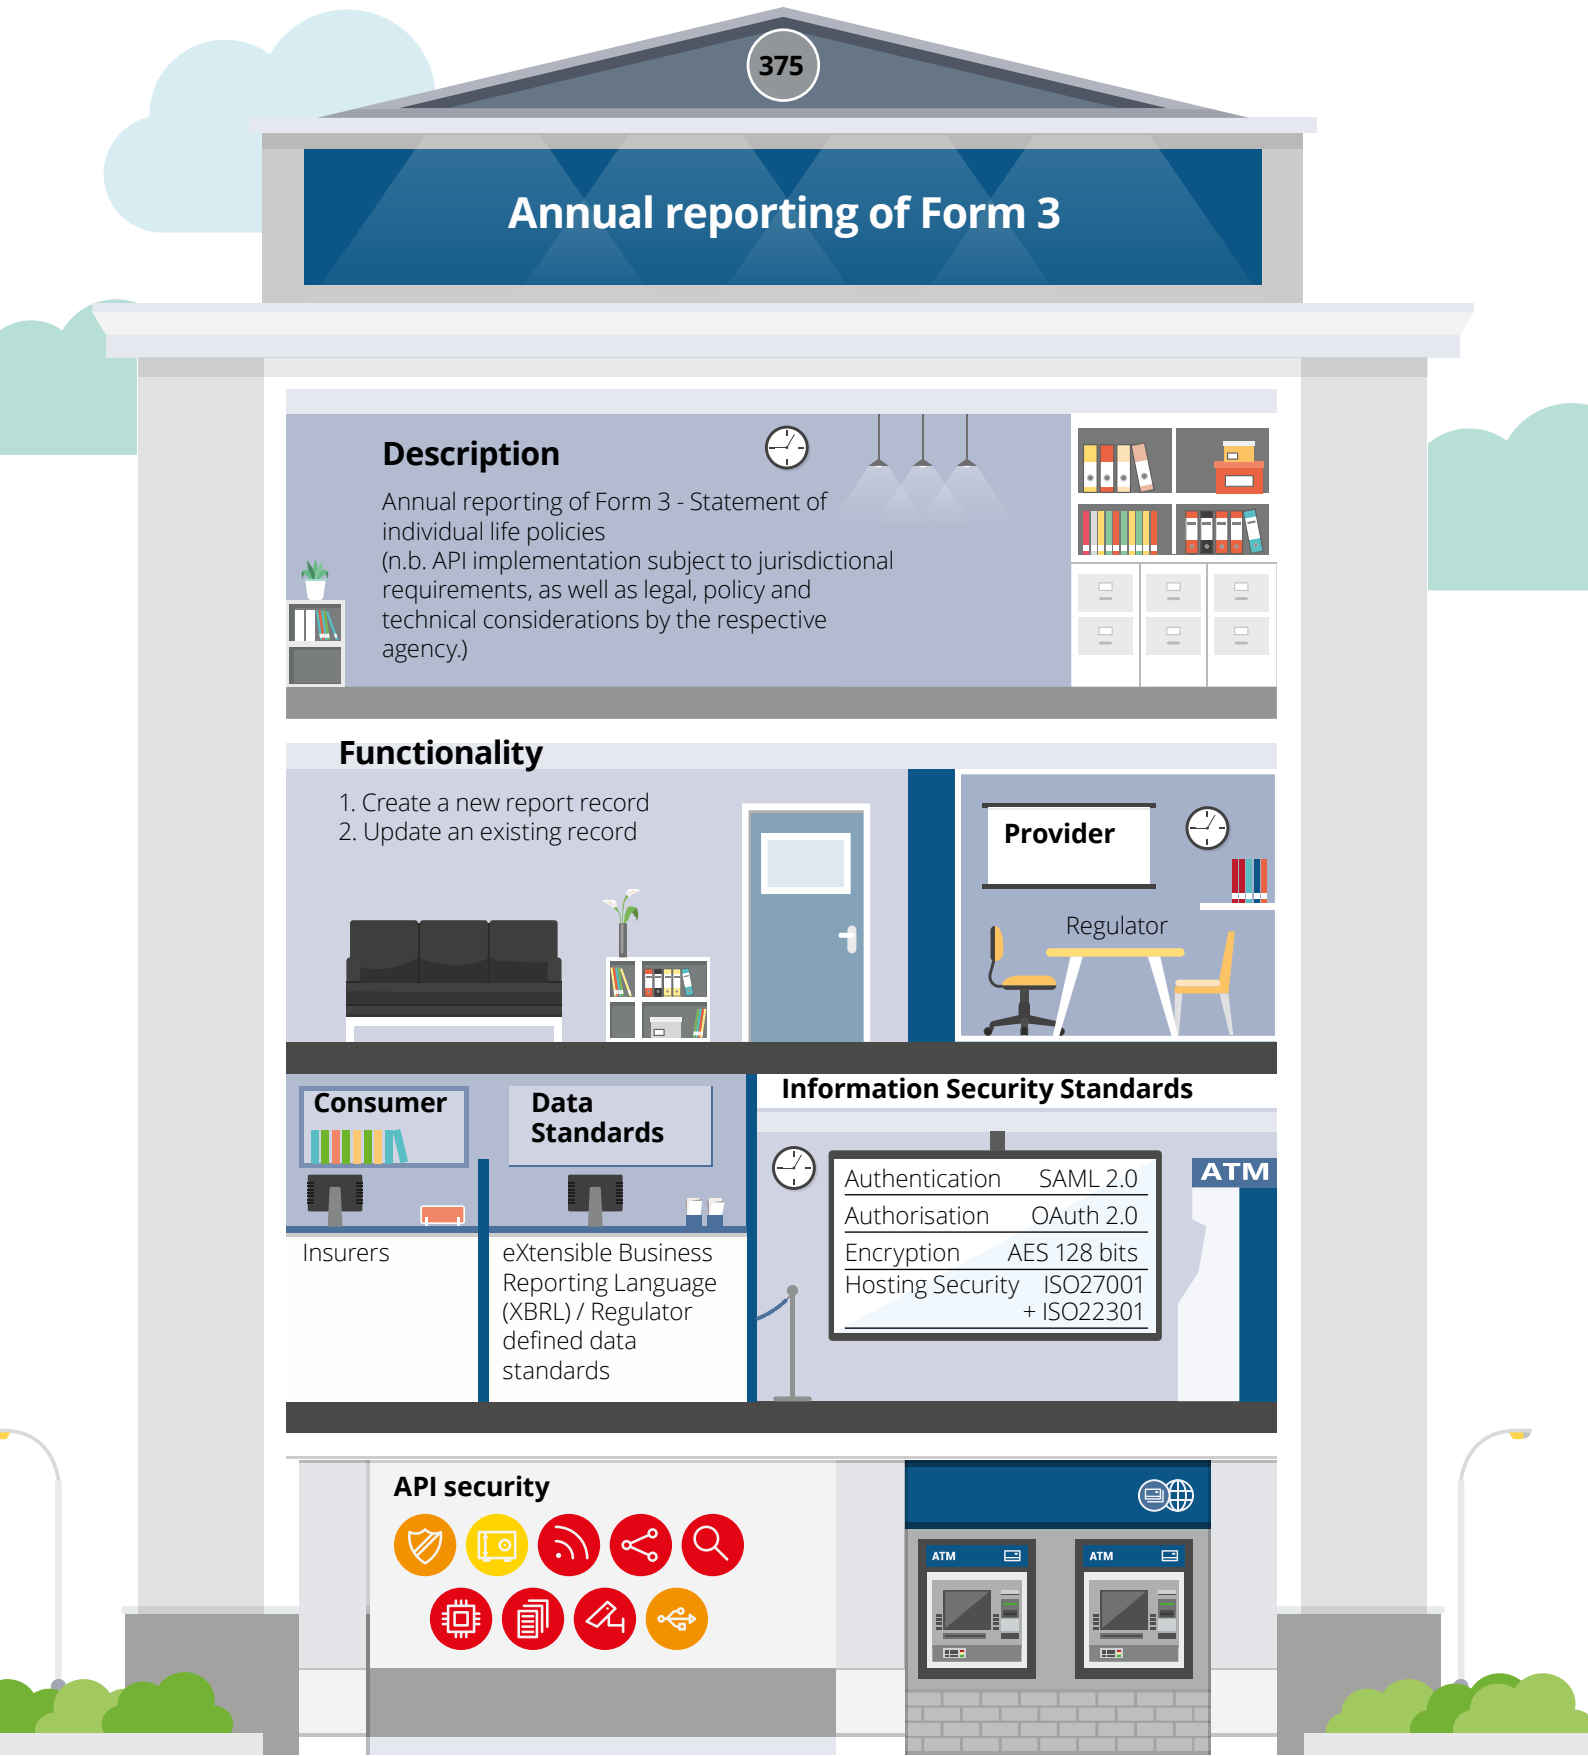 375
Annual reporting of Form 3
Description
Annual reporting of Form 3 - Statement of
individual life policies
(n.b. API implementation subject to jurisdictional
requirements, as well as legal, policy and
technical considerations by the respective
agency.)
Functionality
1. Create a new report record
2. Update an existing record
Provider
Regulator
Consumer
Insurers
Data
Standards
eXtensible Business
Reporting Language
(XBRL) / Regulator
defined data
standards
Information Security Standards
Authentication SAML 2.0
Authorisation OAuth 2.0
Encryption AES 128 bits
Hosting Security ISO27001
+ ISO22301
ATM
API security
ATM
ATM